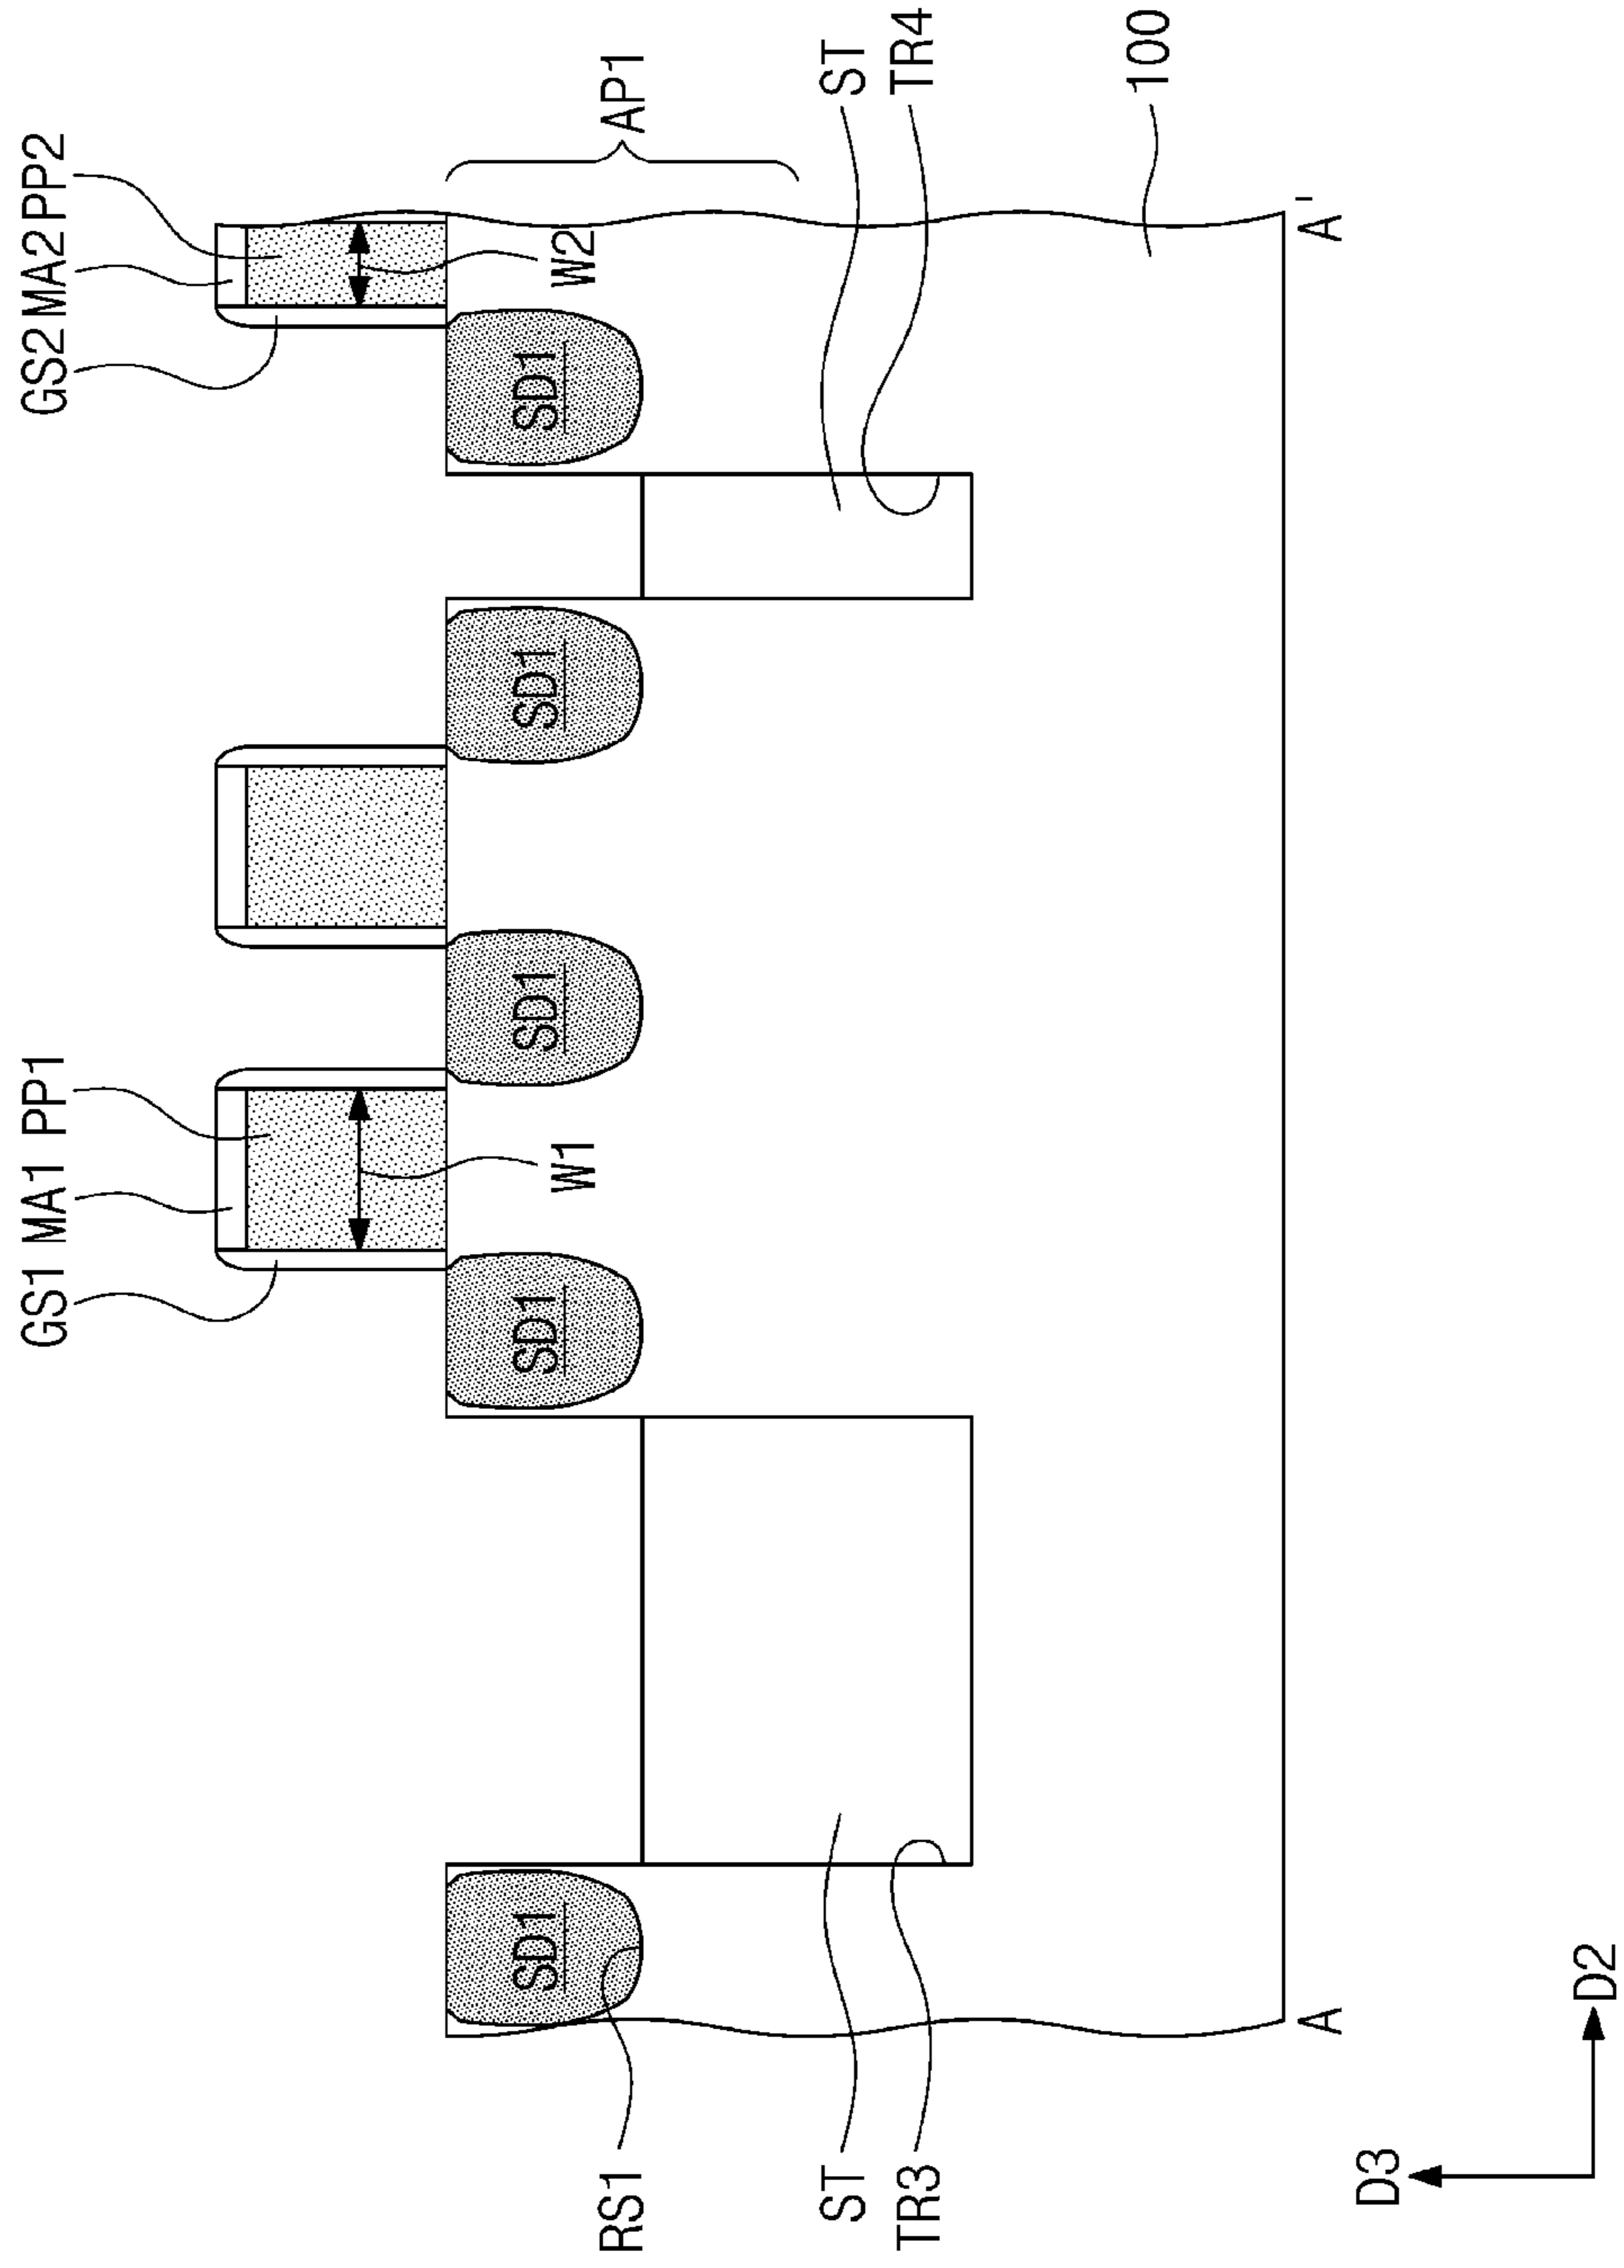 GS1 MA1 PP1
GS2 MA2 PP2
W1
W2
AP1
SD1
SD1
SD1
SD1
SD1
RS1
ST
TR3
ST
TR4
100
A
A'
D3
D2